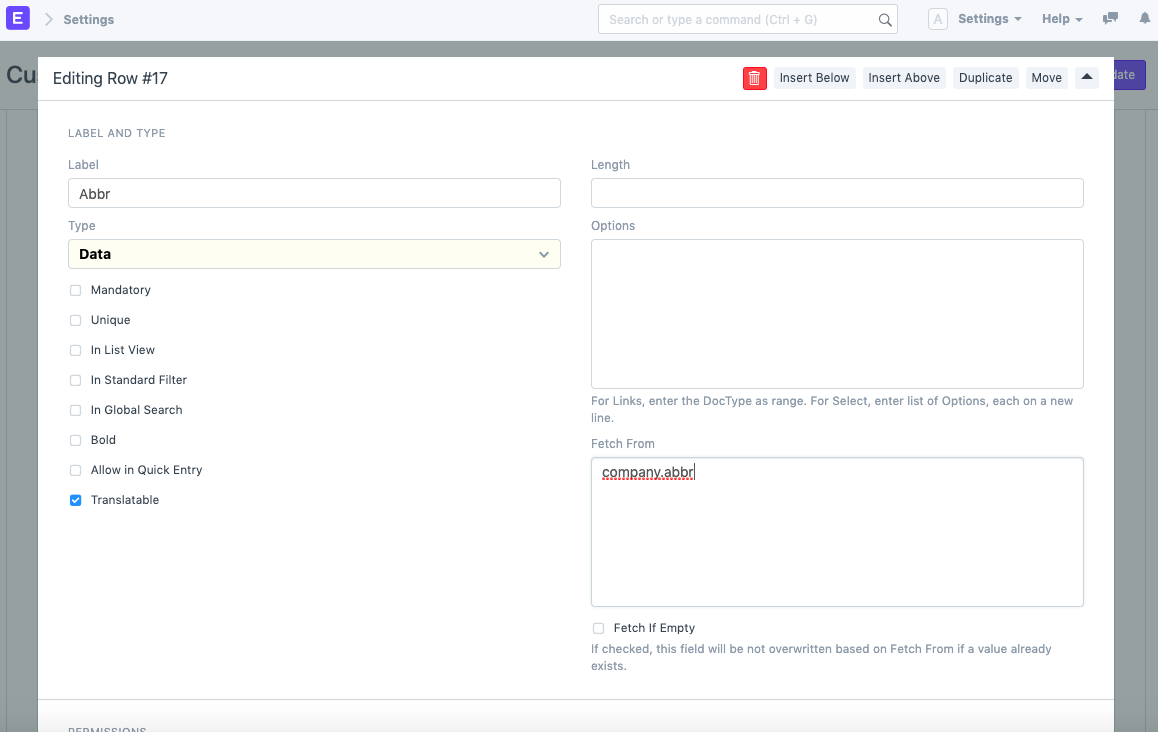 E
Settings
Search or type a command (Ctrl + G)
A
Settings
Help
Cu
Editing Row #17
Insert Below
Insert Above
Duplicate
Move
date
LABEL AND TYPE
Label
Abbr
Type
Data
Mandatory
Unique
In List View
In Standard Filter
In Global Search
Bold
Allow in Quick Entry
Translatable
Length
Options
For Links, enter the DocType as range. For Select, enter list of Options, each on a new
line.
Fetch From
company.abbr
Fetch If Empty
If checked, this field will be not overwritten based on Fetch From if a value already
exists.
PERMISSIONS